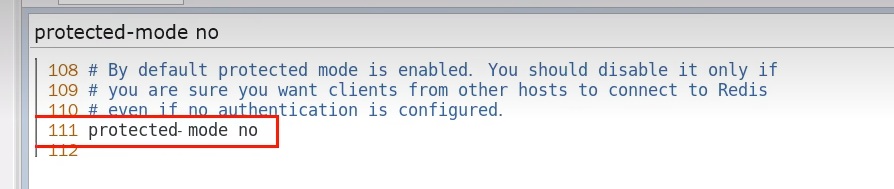 protected-mode no
108 # By default protected mode is enabled. You should disable it only if
109 # you are sure you want clients from other hosts to connect to Redis
110 # even if no authentication is configured.
111 protected-mode no
112